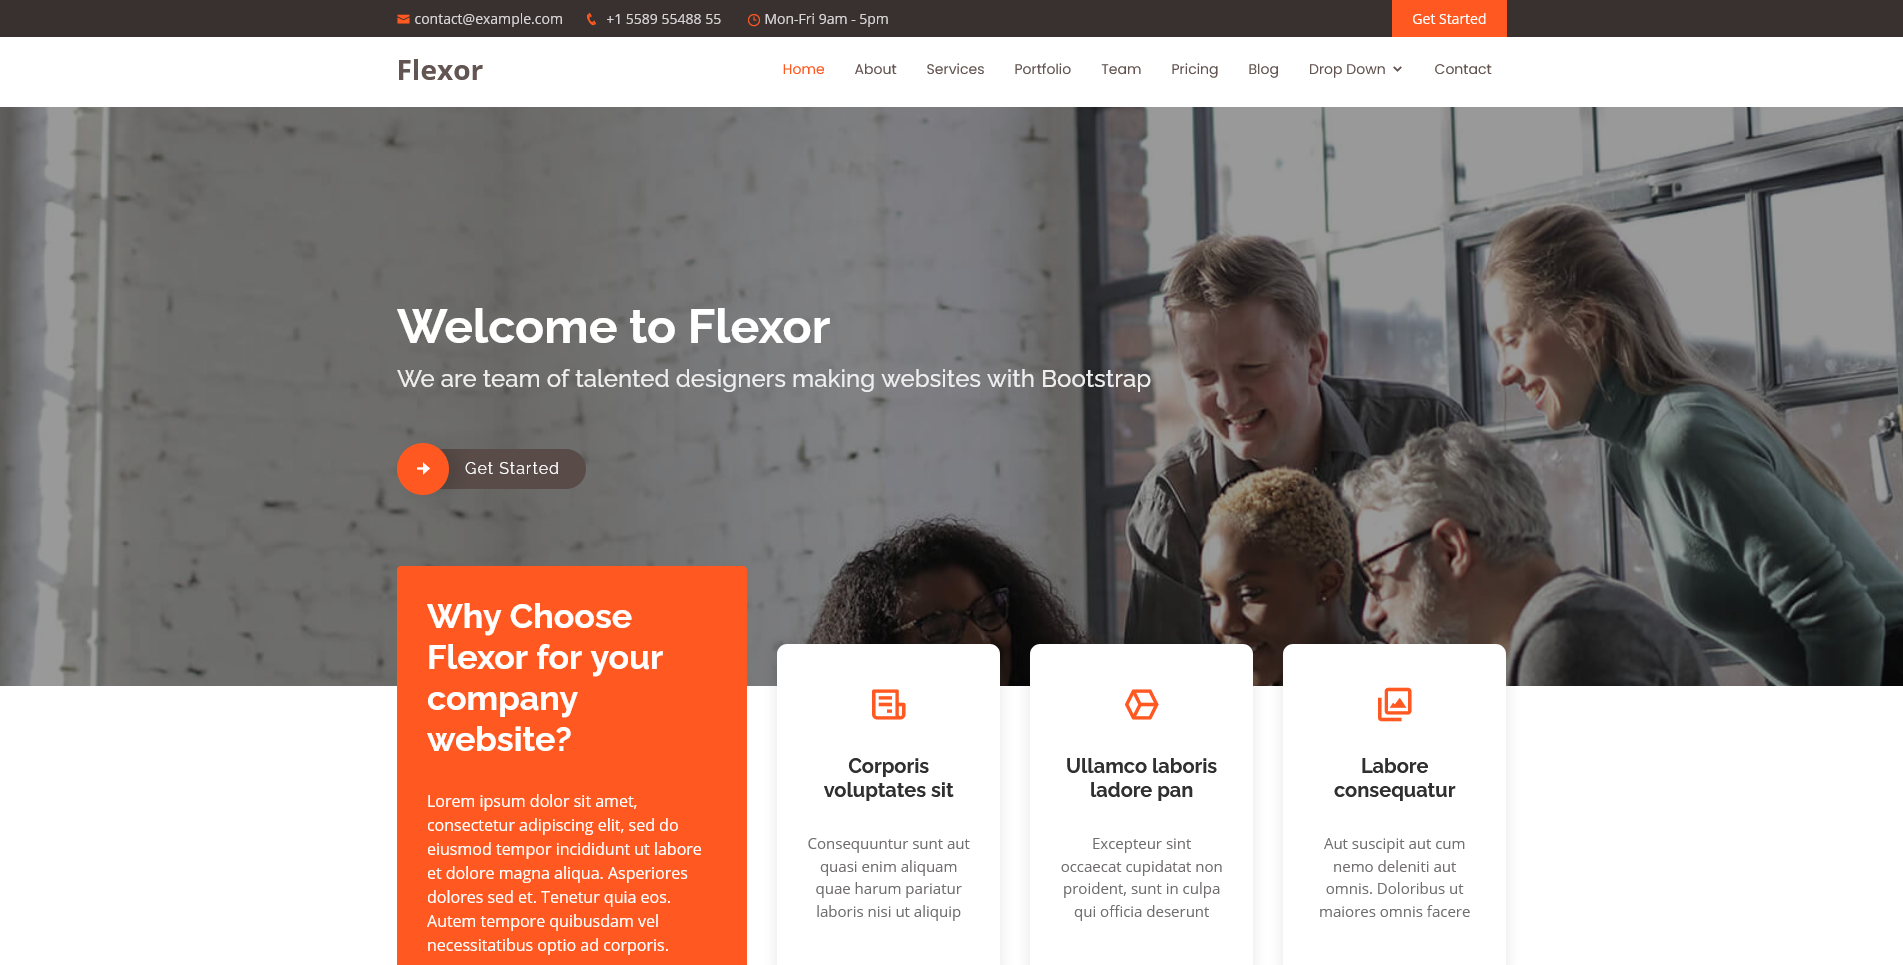 contact@example.com +1 5589 55488 55 Mon-Fri 9am - 5pm Get Started
Flexor Home About Services Portfolio Team Pricing Blog Drop Down Contact
Welcome to Flexor
We are team of talented designers making websites with Bootstrap
Get Started
Why Choose
Flexor for your
company
website?
Lorem ipsum dolor sit amet,
consectetur adipiscing elit, sed do
eiusmod tempor incididunt ut labore
et dolore magna aliqua. Asperiores
dolores sed et. Tenetur quia eos.
Autem tempore quibusdam vel
necessitatibus optio ad corporis.
Corporis
voluptates sit
Consequuntur sunt aut
quasi enim aliquam
quae harum pariatur
laboris nisi ut aliquip
Ullamco laboris
ladore pan
Excepteur sint
occaecat cupidatat non
proident, sunt in culpa
qui officia deserunt
Labore
consequatur
Aut suscipit aut cum
nemo deleniti aut
omnis. Doloribus ut
maiores omnis facere